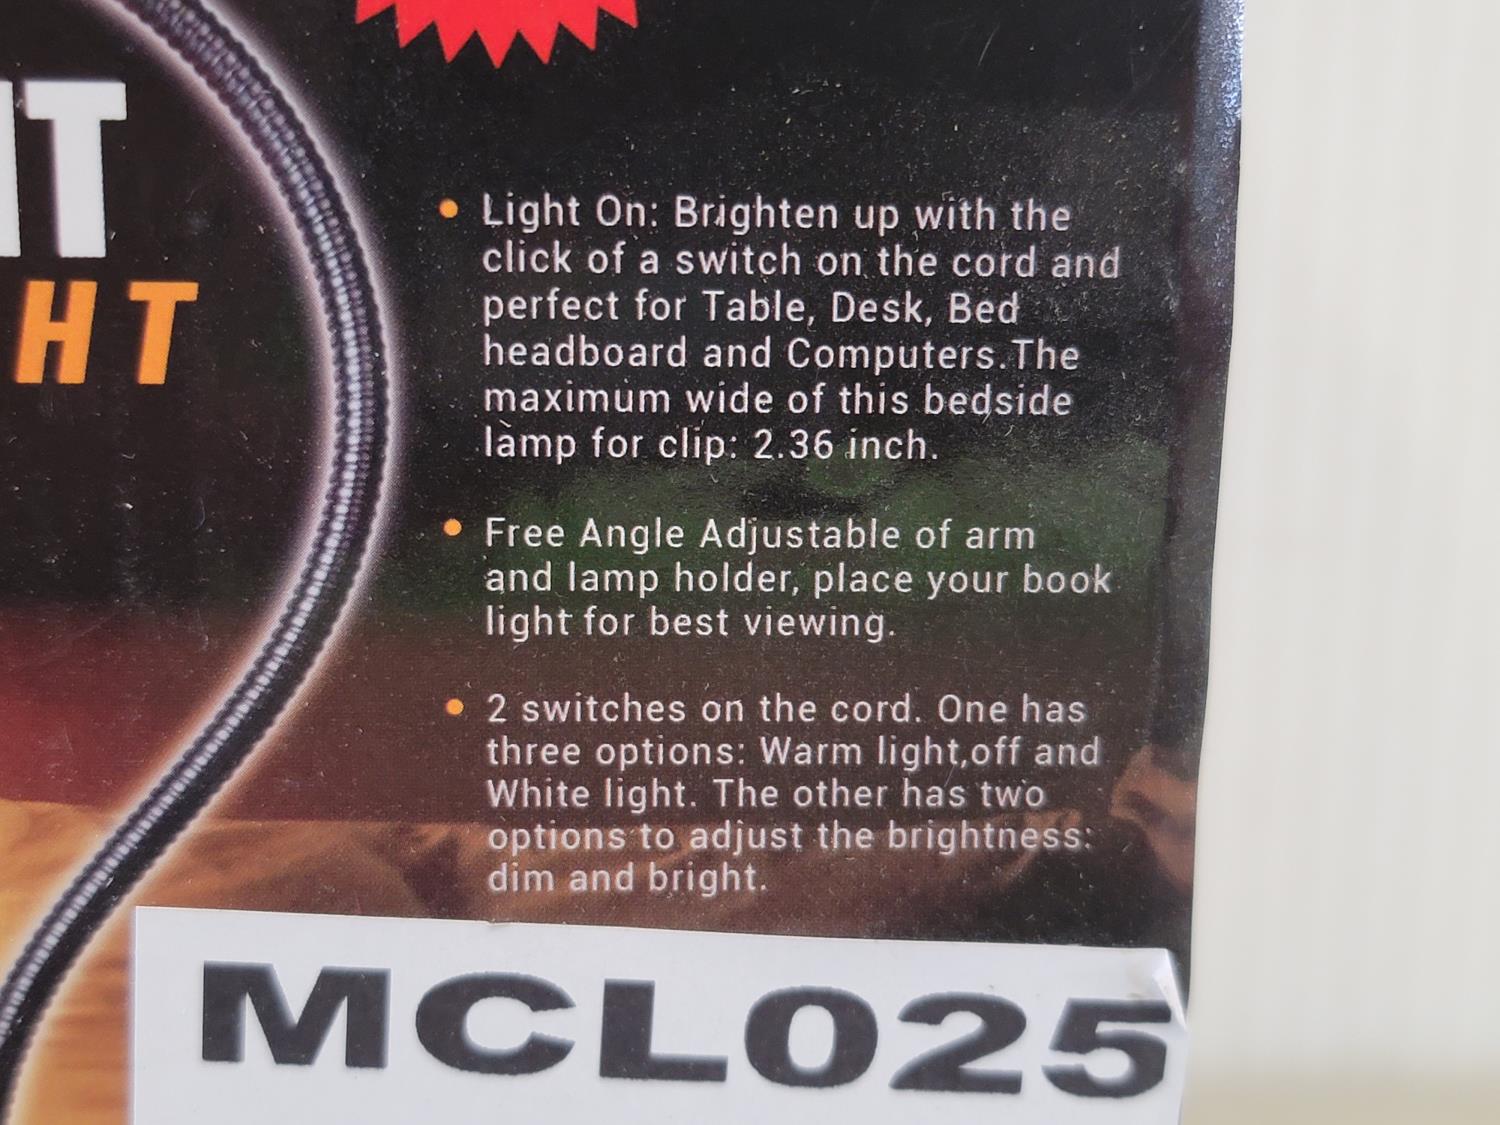 HT
Light On: Brighten up with the
click of a switch on the cord and
perfect for Table, Desk, Bed
headboard and Computers.The
maximum wide of this bedside
lamp for clip: 2.36 inch.
Free Angle Adjustable of arm
and lamp holder, place your book
light for best viewing.
2 switches on the cord. One has
three options: Warm light,off and
White light. The other has two
options to adjust the brightness:
dim and bright.
MCL025